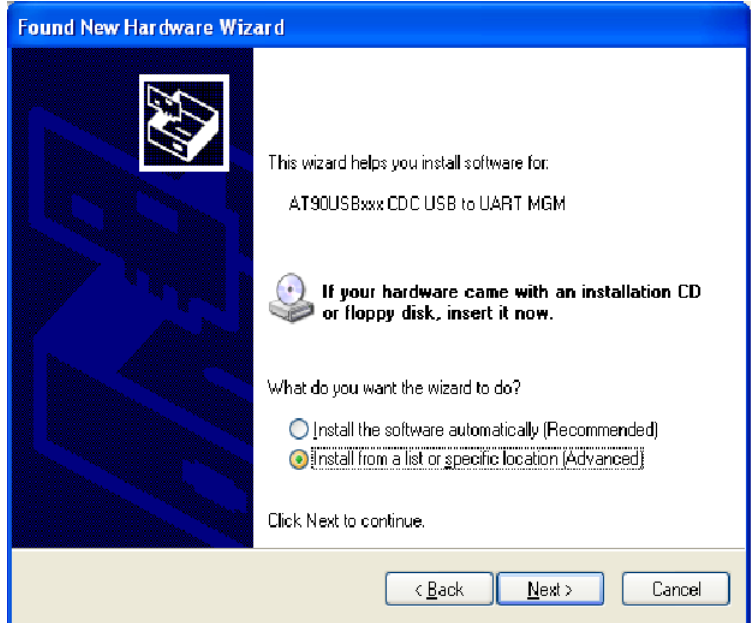 Found New Hardware Wizard
This wizard helps you install software for:
AT90USBxxx CDC USB to UART MGM
If your hardware came with an installation CD
or floppy disk, insert it now.
What do you want the wizard to do?
Install the software automatically (Recommended)
Install from a list or specific location (Advanced)
Click Next to continue.
< Back
Next >
Cancel